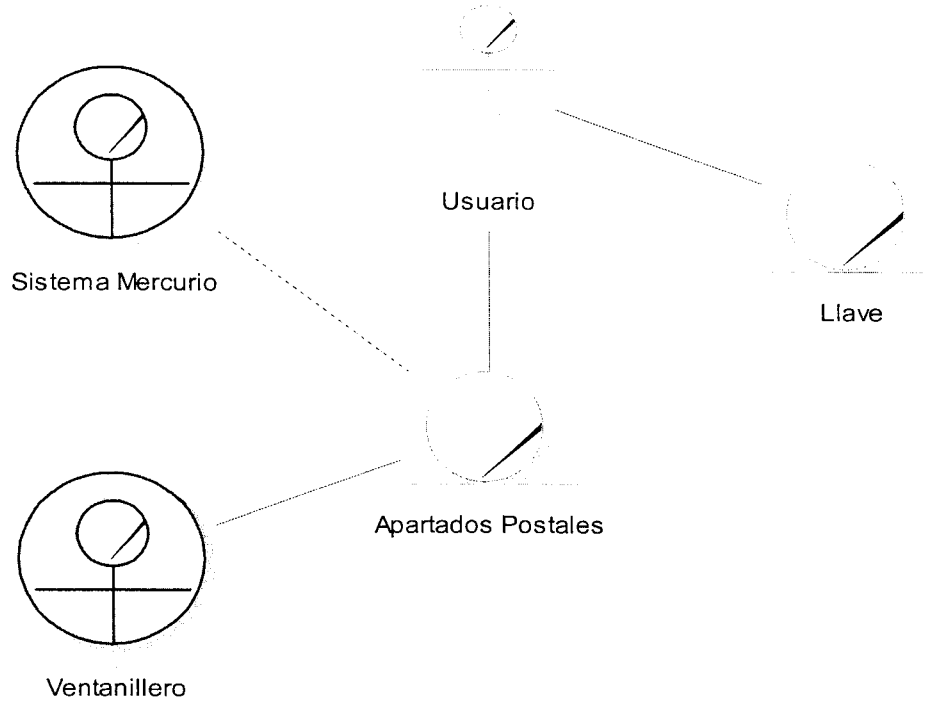 Usuario
Sistema Mercurio
Llave
Apartados Postales
Ventanillero